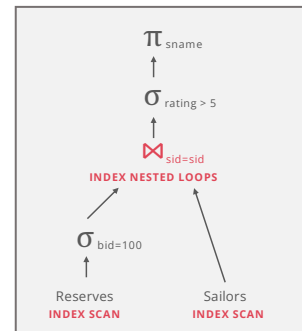 π sname
σ rating > 5
⋈ sid=sid
INDEX NESTED LOOPS
σ bid=100
Reserves Sailors
INDEX SCAN INDEX SCAN